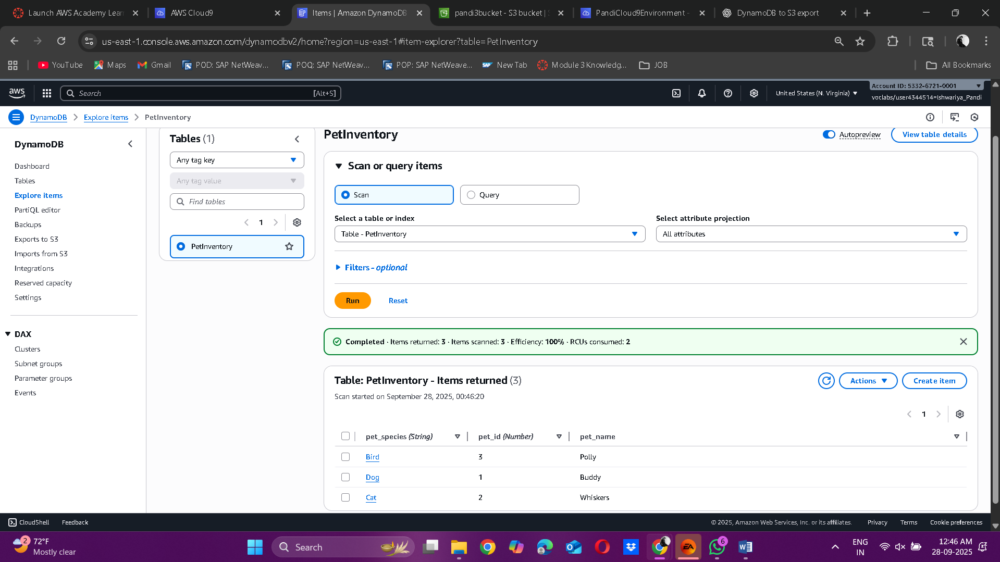 Launch AWS Academy Lear
AWS Cloud9
Items | Amazon DynamoDB
pandi3bucket - S3 bucket | S
PandiCloud9Environment -
DynamoDB to S3 export
us-east-1.console.aws.amazon.com/dynamodbv2/home?region=us-east-1#item-explorer?table=PetInventory
YouTube
Maps
Gmail
POD: SAP NetWeav...
POQ: SAP NetWeav...
POP: SAP NetWeave...
SAP
New Tab
Module 3 Knowledg...
JOB
All Bookmarks
aws
Search
[Alt+S]
United States (N. Virginia)
Account ID: 5332-6721-0001
voclabs/user4344514=Ishwariya_Pandi
DynamoDB
Explore items
PetInventory
DynamoDB
Dashboard
Tables
Explore items
PartiQL editor
Backups
Exports to S3
Imports from S3
Integrations
Reserved capacity
Settings
DAX
Clusters
Subnet groups
Parameter groups
Events
Tables (1)
Any tag key
Any tag value
Find tables
1
PetInventory
PetInventory
Autopreview
View table details
Scan or query items
Scan
Query
Select a table or index
Table - PetInventory
Select attribute projection
All attributes
Filters - optional
Run
Reset
Completed · Items returned: 3 · Items scanned: 3 · Efficiency: 100% · RCUs consumed: 2
Table: PetInventory - Items returned (3)
Scan started on September 28, 2025, 00:46:20
Actions
Create item
1
pet_species (String)
pet_id (Number)
pet_name
Bird
3
Polly
Dog
1
Buddy
Cat
2
Whiskers
CloudShell
Feedback
© 2025, Amazon Web Services, Inc. or its affiliates.
Privacy
Terms
Cookie preferences
2
72°F
Mostly clear
Search
EA
6
ENG
IN
12:46 AM
28-09-2025